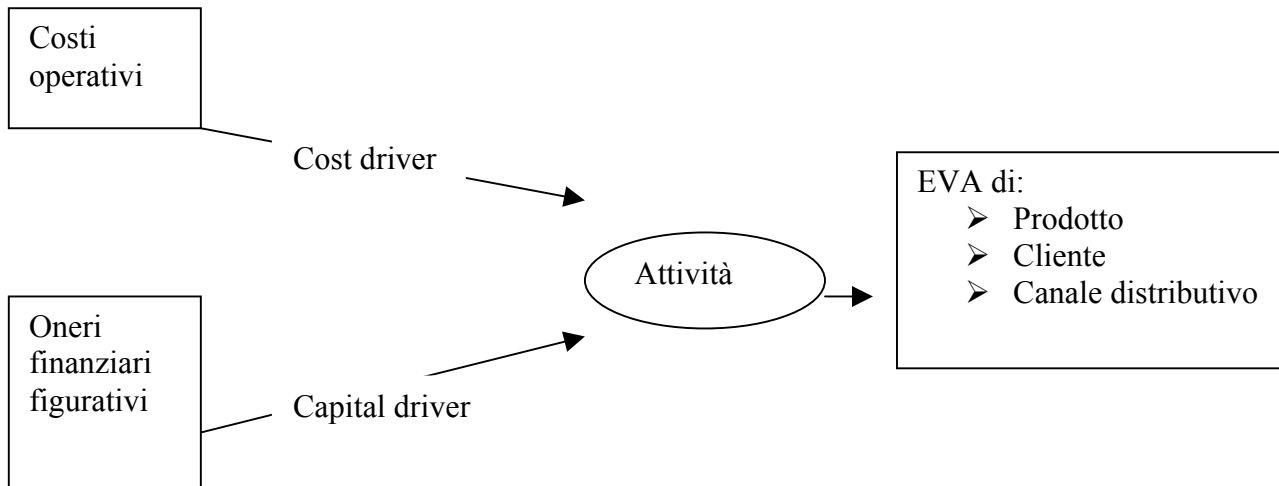 Costi
operativi
Cost driver
EVA di:
➢ Prodotto
➢ Cliente
➢ Canale distributivo
Attività
Oneri
finanziari
figurativi
Capital driver